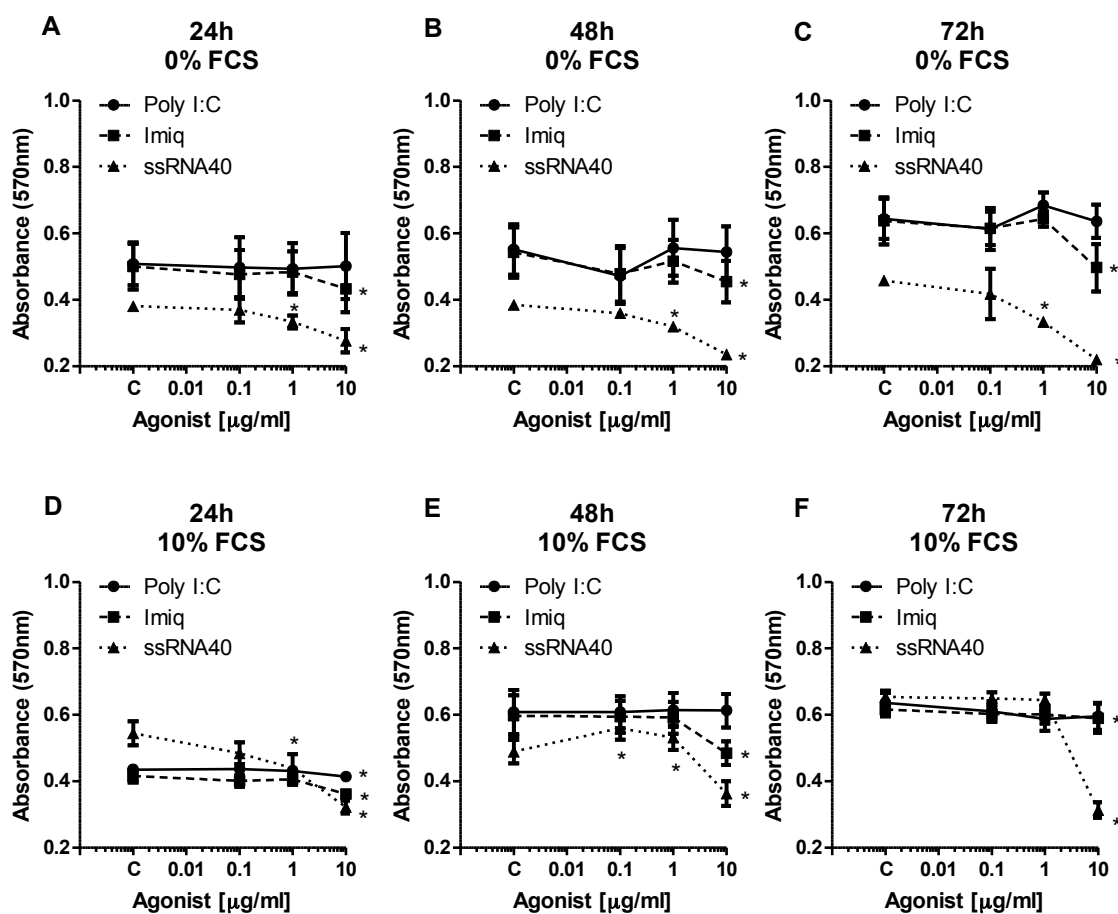 A
24h
0% FCS
Poly I:C
Imiq
ssRNA40
Absorbance (570nm)
1.0
0.8
0.6
0.4
0.2
*
*
*
C 0.01 0.1 1 10
Agonist [µg/ml]
B
48h
0% FCS
Poly I:C
Imiq
ssRNA40
Absorbance (570nm)
1.0
0.8
0.6
0.4
0.2
*
*
*
C 0.01 0.1 1 10
Agonist [µg/ml]
C
72h
0% FCS
Poly I:C
Imiq
ssRNA40
Absorbance (570nm)
1.0
0.8
0.6
0.4
0.2
*
*
*
C 0.01 0.1 1 10
Agonist [µg/ml]
D
24h
10% FCS
Poly I:C
Imiq
ssRNA40
Absorbance (570nm)
1.0
0.8
0.6
0.4
0.2
*
*
*
*
C 0.01 0.1 1 10
Agonist [µg/ml]
E
48h
10% FCS
Poly I:C
Imiq
ssRNA40
Absorbance (570nm)
1.0
0.8
0.6
0.4
0.2
*
*
*
*
C 0.01 0.1 1 10
Agonist [µg/ml]
F
72h
10% FCS
Poly I:C
Imiq
ssRNA40
Absorbance (570nm)
1.0
0.8
0.6
0.4
0.2
*
*
C 0.01 0.1 1 10
Agonist [µg/ml]